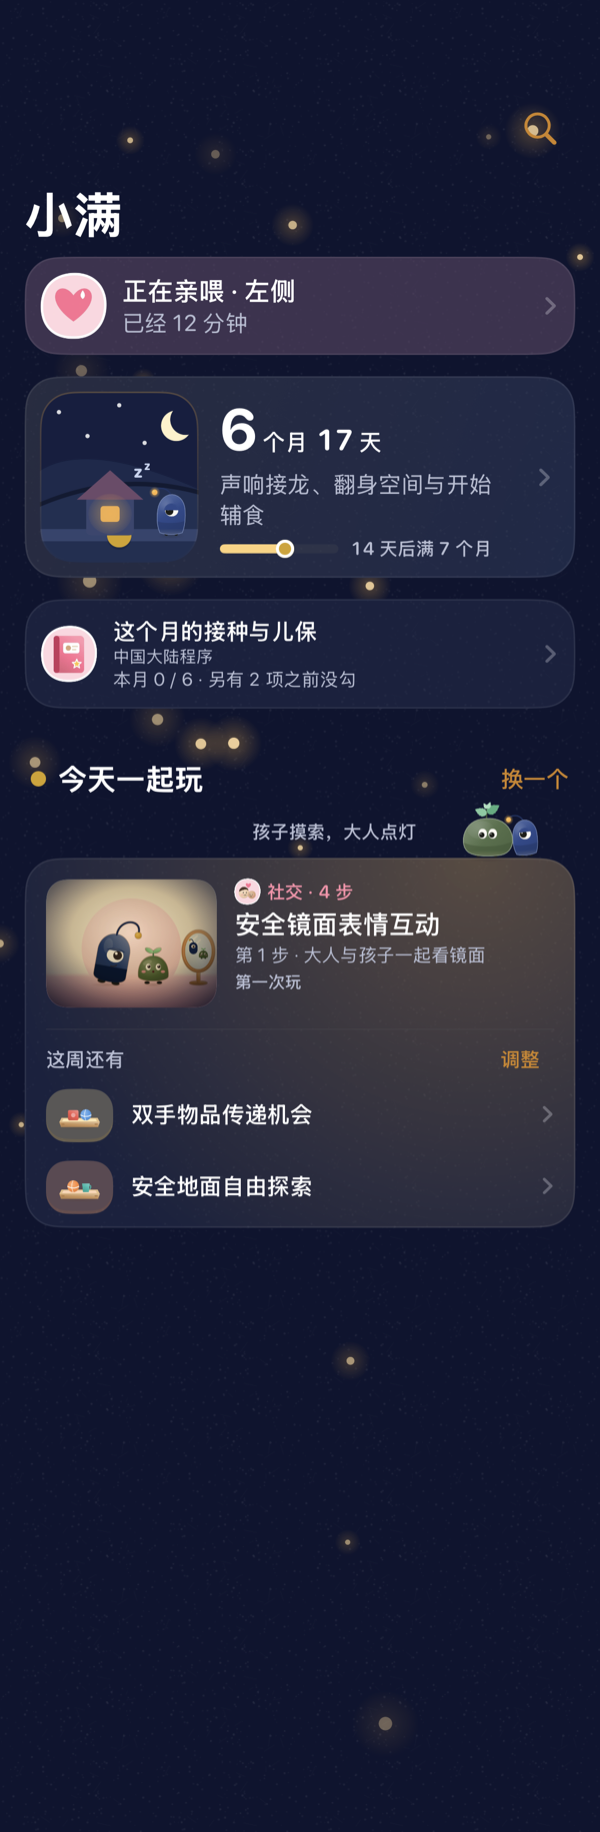 小满
正在亲喂 · 左侧
已经 12 分钟
z z
6 个月 17 天
声响接龙、翻身空间与开始
辅食
14 天后满 7 个月
这个月的接种与儿保
中国大陆程序
本月 0 / 6 · 另有 2 项之前没勾
今天一起玩
换一个
孩子摸索，大人点灯
社交 · 4 步
安全镜面表情互动
第 1 步 · 大人与孩子一起看镜面
第一次玩
这周还有
调整
双手物品传递机会
安全地面自由探索